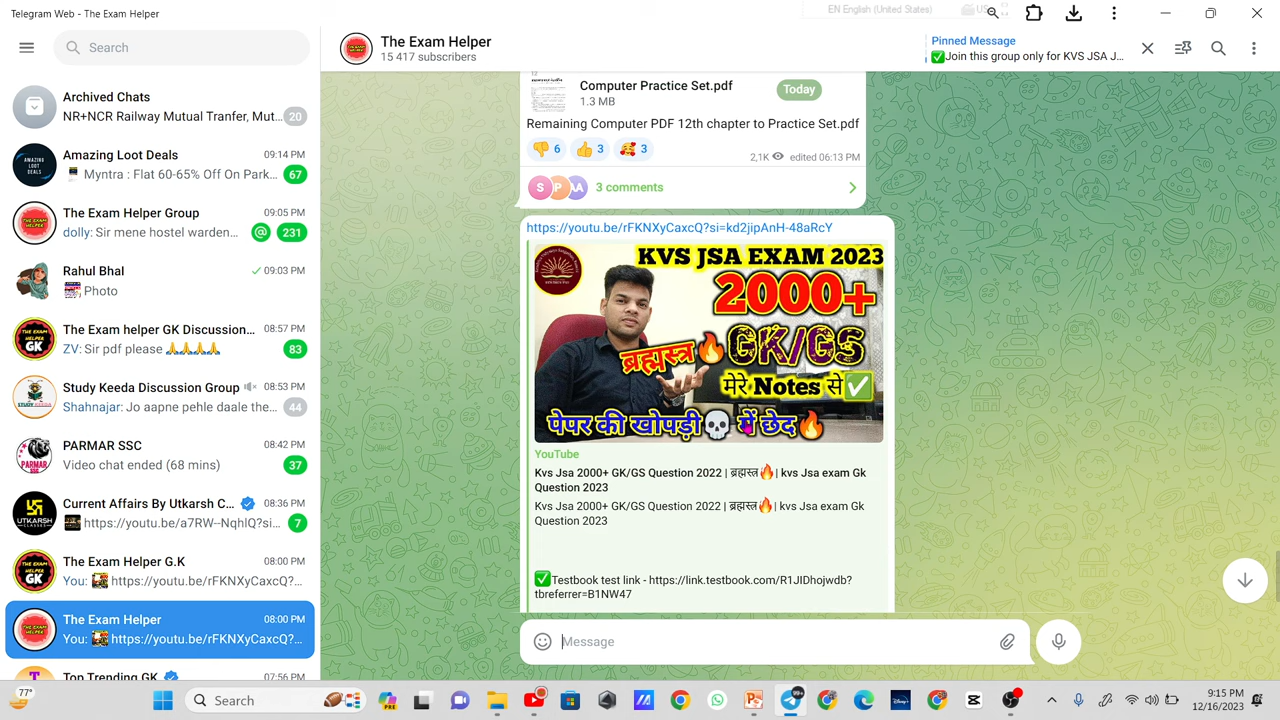 Telegram Web - The Exam Helper
EN English (United States)
US
Search
The Exam Helper
15 417 subscribers
Pinned Message
✅Join this group only for KVS JSA J...
Archived Chats
NR+NCR Railway Mutual Tranfer, Mut... 20
Amazing Loot Deals 09:14 PM
Myntra : Flat 60-65% Off On Park... 67
The Exam Helper Group 09:05 PM
dolly: Sir mene hostel warden... @ 231
Rahul Bhal 09:03 PM
Photo
The Exam helper GK Discussion... 08:57 PM
ZV: Sir pdf please 🙏🙏🙏🙏 83
Study Keeda Discussion Group 08:53 PM
Shahnajar: Jo aapne pehle daale the... 44
PARMAR SSC 08:42 PM
Video chat ended (68 mins) 37
Current Affairs By Utkarsh C... 08:36 PM
https://youtu.be/a7RW--NqhlQ?si... 7
The Exam Helper G.K 08:00 PM
You: https://youtu.be/rFKNXyCaxcQ?...
The Exam Helper 08:00 PM
You: https://youtu.be/rFKNXyCaxcQ?...
Top Trending GK 07:56 PM
Computer Practice Set.pdf
1.3 MB
Today
Remaining Computer PDF 12th chapter to Practice Set.pdf
👎 6 👍 3 🥰 3
2,1K edited 06:13 PM
S P AA 3 comments
https://youtu.be/rFKNXyCaxcQ?si=kd2jipAnH-48aRcY
KVS JSA EXAM 2023
2000+
ब्रह्मस्त्र🔥GK/GS
मेरे Notes से✅
पेपर की खोपड़ी💀 में छेद🔥
YouTube
Kvs Jsa 2000+ GK/GS Question 2022 | ब्रह्मस्त्र🔥| kvs Jsa exam Gk
Question 2023
Kvs Jsa 2000+ GK/GS Question 2022 | ब्रह्मस्त्र🔥| kvs Jsa exam Gk
Question 2023
✅Testbook test link - https://link.testbook.com/R1JIDhojwdb?
tbreferrer=B1NW47
Message
77°
Search
99+
9:15 PM
12/16/2023